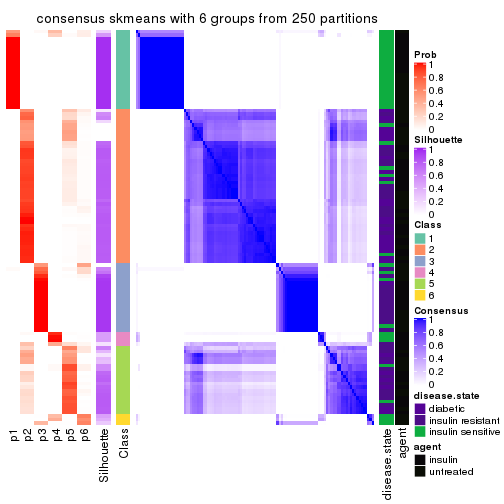 consensus skmeans with 6 groups from 250 partitions
p1
p2
p3
p4
p5
p6
Silhouette
Class
disease.state
agent
Prob
1
0.8
0.6
0.4
0.2
0
Silhouette
1
0.8
0.6
0.4
0.2
0
Class
1
2
3
4
5
6
Consensus
1
0.8
0.6
0.4
0.2
0
disease.state
diabetic
insulin resistant
insulin sensitive
agent
insulin
untreated